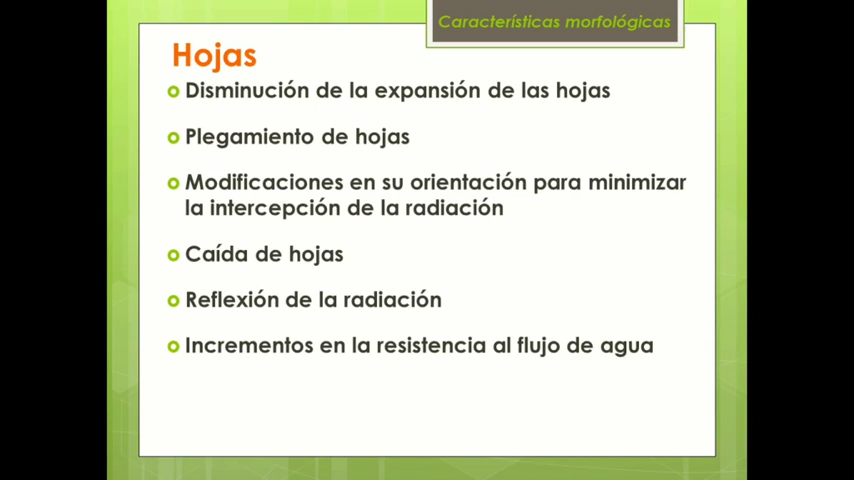 Características morfológicas
Hojas
Disminución de la expansión de las hojas
Plegamiento de hojas
Modificaciones en su orientación para minimizar
la intercepción de la radiación
Caída de hojas
Reflexión de la radiación
Incrementos en la resistencia al flujo de agua